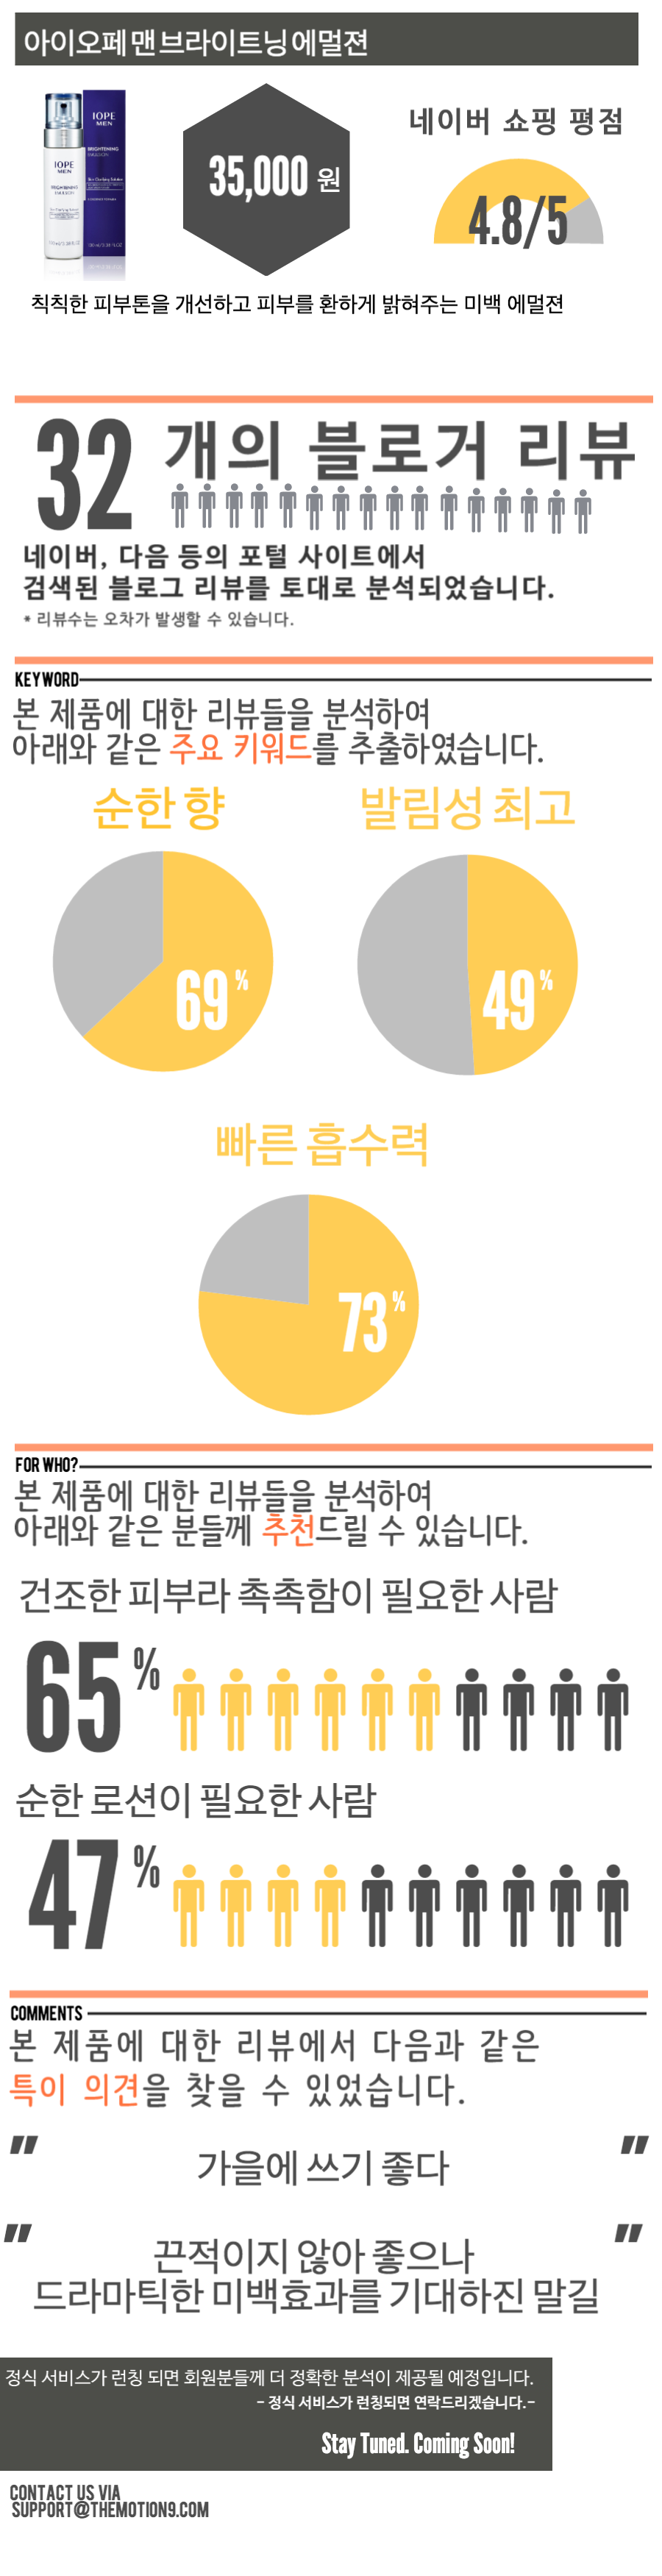 아이오페 맨 브라이트닝 에멀젼
IOPE
MEN
BRIGHTENING
EMULSION
IOPE
MEN
BRIGHTENING
EMULSION
35,000 원
네이버 쇼핑 평점
4.8/5
칙칙한 피부톤을 개선하고 피부를 환하게 밝혀주는 미백 에멀젼
32 개의 블로거 리뷰
네이버, 다음 등의 포털 사이트에서
검색된 블로그 리뷰를 토대로 분석되었습니다.
* 리뷰수는 오차가 발생할 수 있습니다.
KEYWORD
본 제품에 대한 리뷰들을 분석하여
아래와 같은 주요 키워드를 추출하였습니다.
순한 향
발림성 최고
69%
49%
빠른 흡수력
73%
FOR WHO?
본 제품에 대한 리뷰들을 분석하여
아래와 같은 분들께 추천드릴 수 있습니다.
건조한 피부라 촉촉함이 필요한 사람
65%
순한 로션이 필요한 사람
47%
COMMENTS
본 제품에 대한 리뷰에서 다음과 같은
특이 의견을 찾을 수 있었습니다.
" 가을에 쓰기 좋다 "
" 끈적이지 않아 좋으나 "
드라마틱한 미백효과를 기대하진 말길
정식 서비스가 런칭 되면 회원분들께 더 정확한 분석이 제공될 예정입니다.
- 정식 서비스가 런칭되면 연락드리겠습니다.-
Stay Tuned. Coming Soon!
CONTACT US VIA
SUPPORT@THEMOTION9.COM